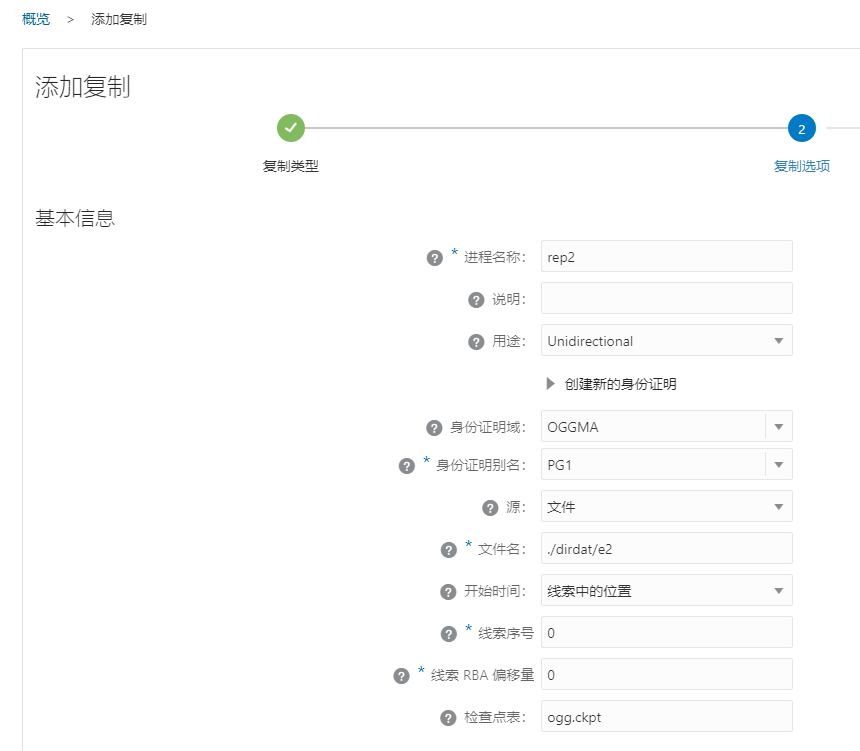 概览 > 添加复制
添加复制
2
复制类型 复制选项
基本信息
? * 进程名称: rep2
? 说明:
? 用途: Unidirectional
创建新的身份证明
? 身份证明域: OGGMA
? * 身份证明别名: PG1
? 源: 文件
? * 文件名: ./dirdat/e2
? 开始时间: 线索中的位置
? * 线索序号 0
? * 线索 RBA 偏移量 0
? 检查点表: ogg.ckpt